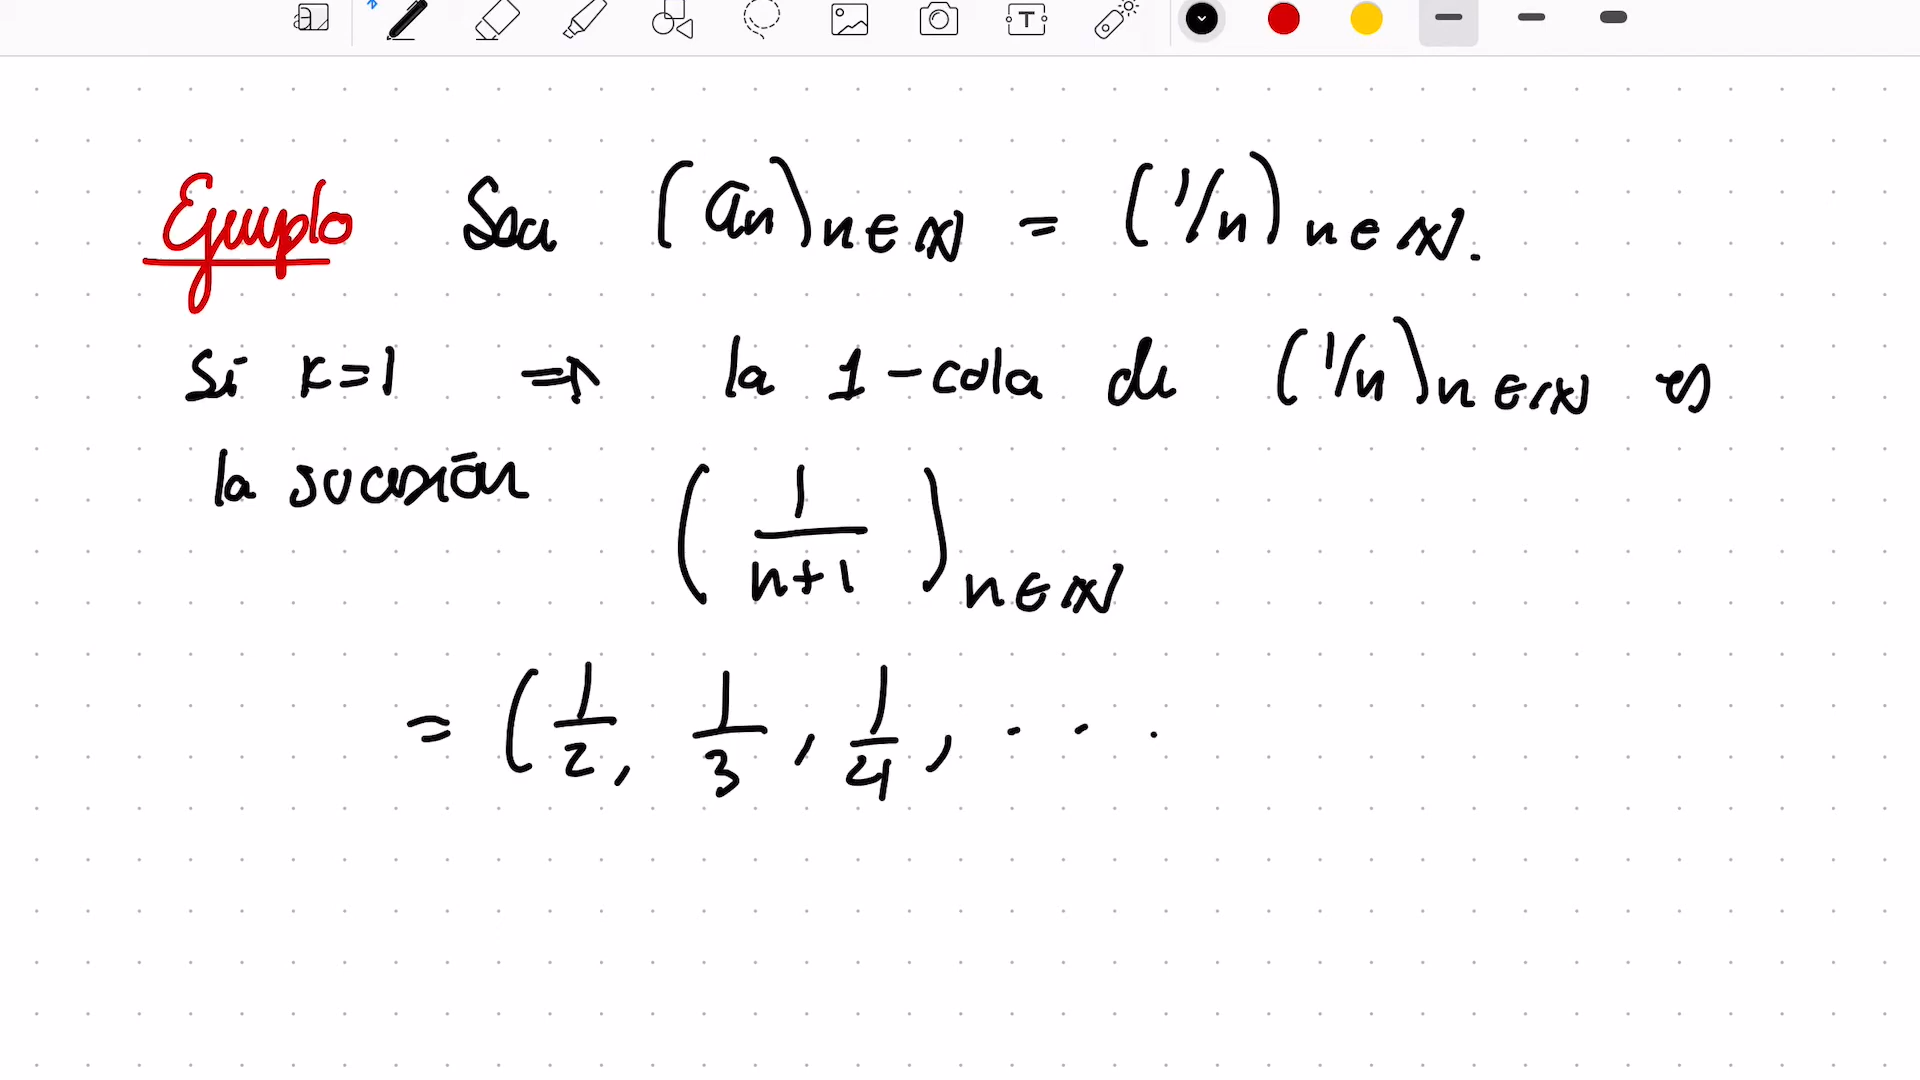 Ejemplo Sea (an)n∈ℕ = (1/n)n∈ℕ.
Si K=1 ⇒ la 1-cola de (1/n)n∈ℕ es
la sucesión (1/(n+1))n∈ℕ
= (1/2, 1/3, 1/4, . . .